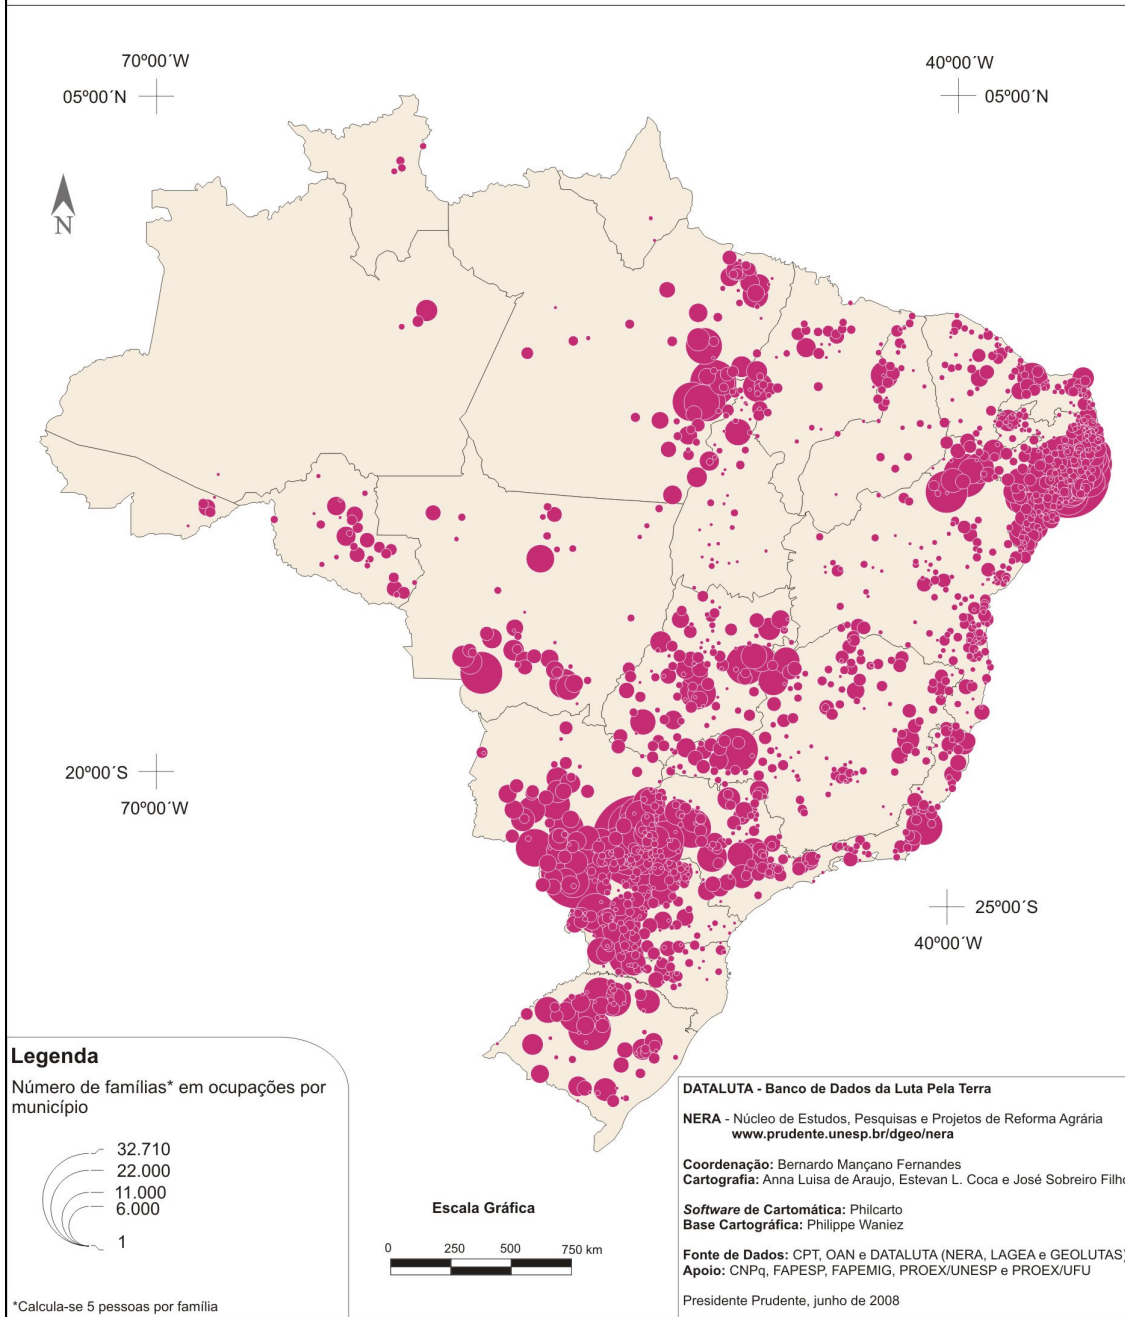 70º00´W
40º00´W
05º00´N
05º00´N
N
20º00´S
70º00´W
25º00´S
40º00´W
Legenda
Número de famílias* em ocupações por
município
32.710
22.000
11.000
6.000
1
*Calcula-se 5 pessoas por família
Escala Gráfica
0 250 500 750 km
DATALUTA - Banco de Dados da Luta Pela Terra
NERA - Núcleo de Estudos, Pesquisas e Projetos de Reforma Agrária
www.prudente.unesp.br/dgeo/nera
Coordenação: Bernardo Mançano Fernandes
Cartografia: Anna Luisa de Araujo, Estevan L. Coca e José Sobreiro Filho
Software de Cartomática: Philcarto
Base Cartográfica: Philippe Waniez
Fonte de Dados: CPT, OAN e DATALUTA (NERA, LAGEA e GEOLUTAS)
Apoio: CNPq, FAPESP, FAPEMIG, PROEX/UNESP e PROEX/UFU
Presidente Prudente, junho de 2008